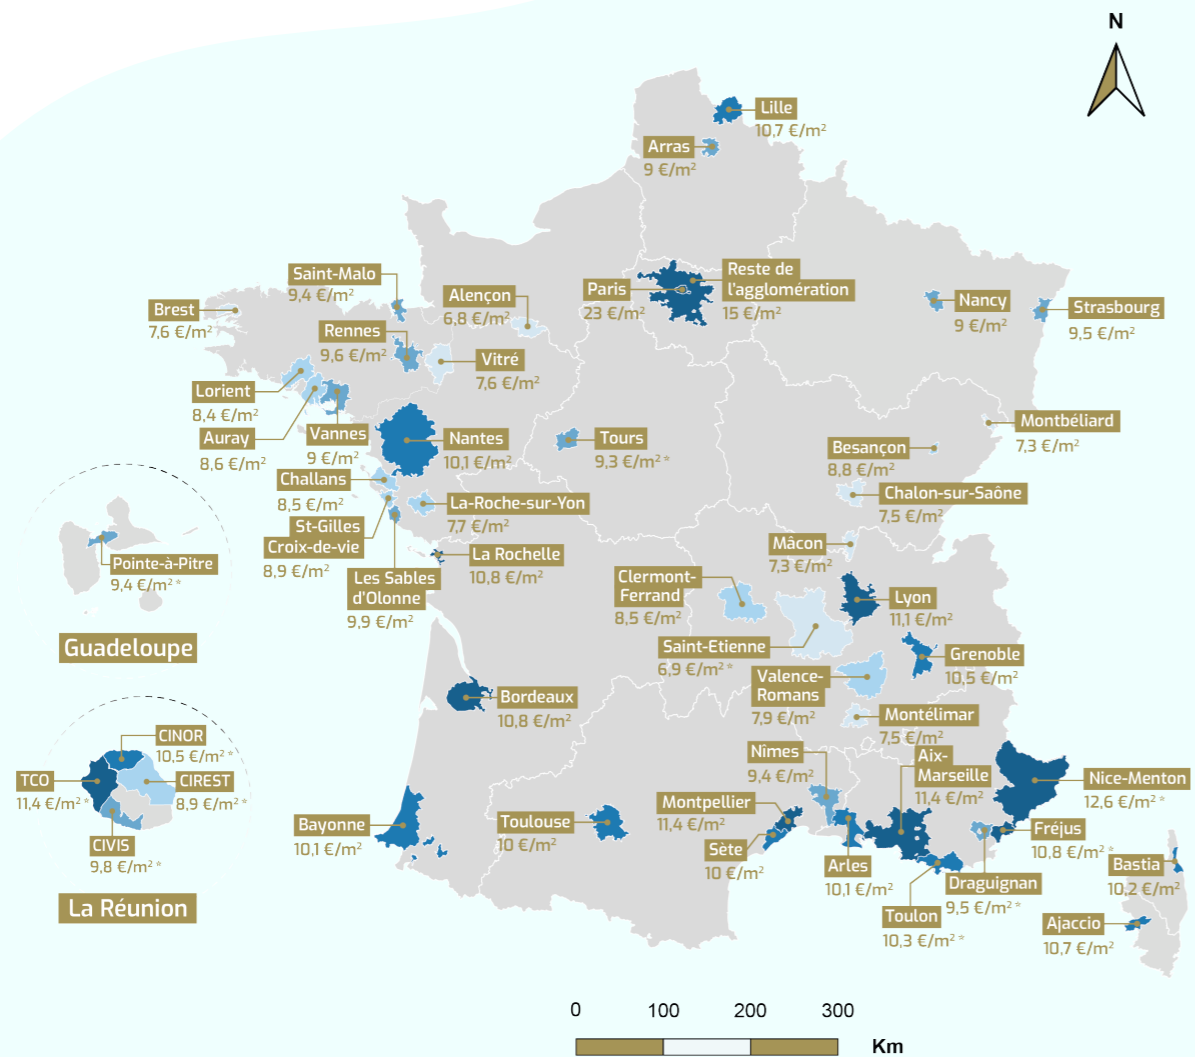 N
Lille
10,7 €/m²
Arras
9 €/m²
Saint-Malo
9,4 €/m²
Alençon
6,8 €/m²
Paris
23 €/m²
Reste de
l'agglomération
15 €/m²
Nancy
9 €/m²
Strasbourg
9,5 €/m²
Brest
7,6 €/m²
Rennes
9,6 €/m²
Vitré
7,6 €/m²
Lorient
8,4 €/m²
Auray
8,6 €/m²
Vannes
9 €/m²
Nantes
10,1 €/m²
Tours
9,3 €/m² *
Montbéliard
7,3 €/m²
Besançon
8,8 €/m²
Chalon-sur-Saône
7,5 €/m²
Challans
8,5 €/m²
St-Gilles
Croix-de-vie
8,9 €/m²
La-Roche-sur-Yon
7,7 €/m²
Les Sables
d'Olonne
9,9 €/m²
La Rochelle
10,8 €/m²
Mâcon
7,3 €/m²
Clermont-
Ferrand
8,5 €/m²
Lyon
11,1 €/m²
Saint-Etienne
6,9 €/m² *
Grenoble
10,5 €/m²
Valence-
Romans
7,9 €/m²
Montélimar
7,5 €/m²
Bordeaux
10,8 €/m²
Pointe-à-Pitre
9,4 €/m² *
Guadeloupe
CINOR
10,5 €/m² *
TCO
11,4 €/m² *
CIREST
8,9 €/m² *
CIVIS
9,8 €/m² *
La Réunion
Bayonne
10,1 €/m²
Toulouse
10 €/m²
Nîmes
9,4 €/m²
Aix-
Marseille
11,4 €/m²
Nice-Menton
12,6 €/m² *
Montpellier
11,4 €/m²
Sète
10 €/m²
Arles
10,1 €/m²
Fréjus
10,8 €/m² *
Draguignan
9,5 €/m² *
Toulon
10,3 €/m² *
Bastia
10,2 €/m²
Ajaccio
10,7 €/m²
0 100 200 300
Km